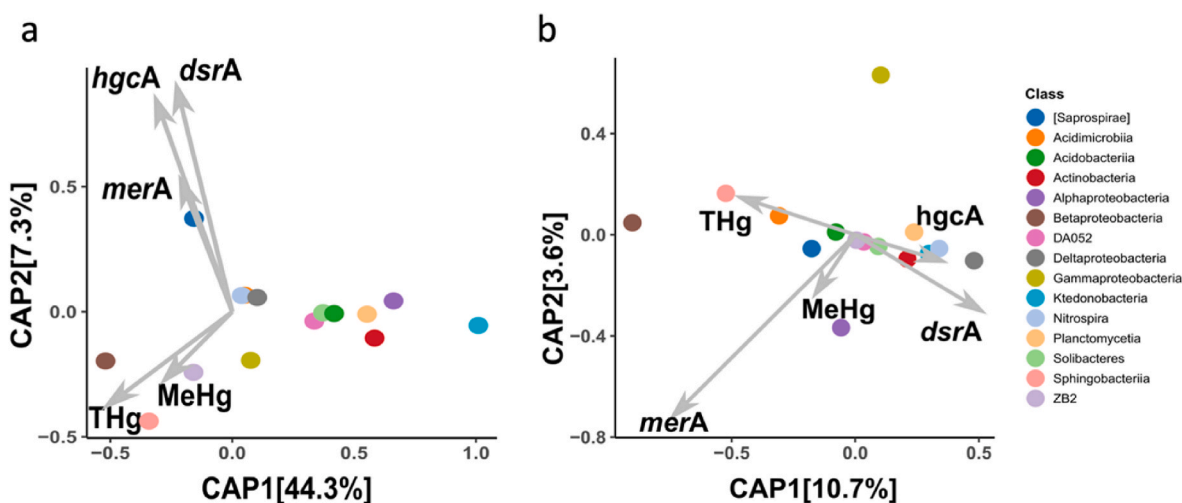 a
hgcA
dsrA
merA
MeHg
THg
CAP2[7.3%]
0.5
0.0
−0.5
−0.5
0.0
0.5
1.0
CAP1[44.3%]
b
THg
hgcA
MeHg
dsrA
merA
CAP2[3.6%]
0.4
0.0
−0.4
−0.8
−0.5
0.0
0.5
CAP1[10.7%]
Class
[Saprospirae]
Acidimicrobiia
Acidobacteriia
Actinobacteria
Alphaproteobacteria
Betaproteobacteria
DA052
Deltaproteobacteria
Gammaproteobacteria
Ktedonobacteria
Nitrospira
Planctomycetia
Solibacteres
Sphingobacteriia
ZB2